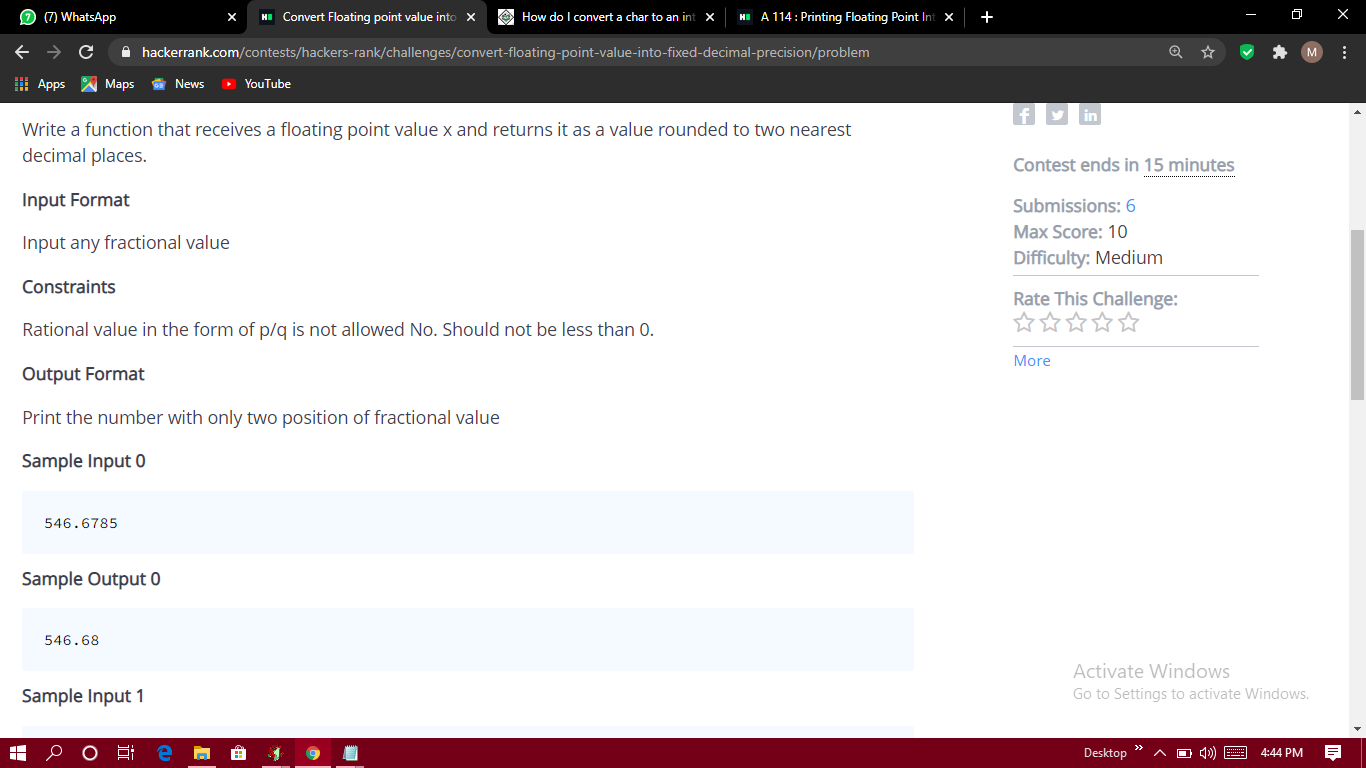 7 (7) WhatsApp
Convert Floating point value into
How do I convert a char to an int
A 114 : Printing Floating Point Int
hackerrank.com/contests/hackers-rank/challenges/convert-floating-point-value-into-fixed-decimal-precision/problem
M
Apps Maps News YouTube
Write a function that receives a floating point value x and returns it as a value rounded to two nearest
decimal places.
Input Format
Input any fractional value
Constraints
Rational value in the form of p/q is not allowed No. Should not be less than 0.
Output Format
Print the number with only two position of fractional value
Sample Input 0
546.6785
Sample Output 0
546.68
Sample Input 1
Contest ends in 15 minutes
Submissions: 6
Max Score: 10
Difficulty: Medium
Rate This Challenge:
More
Activate Windows
Go to Settings to activate Windows.
Desktop 4:44 PM